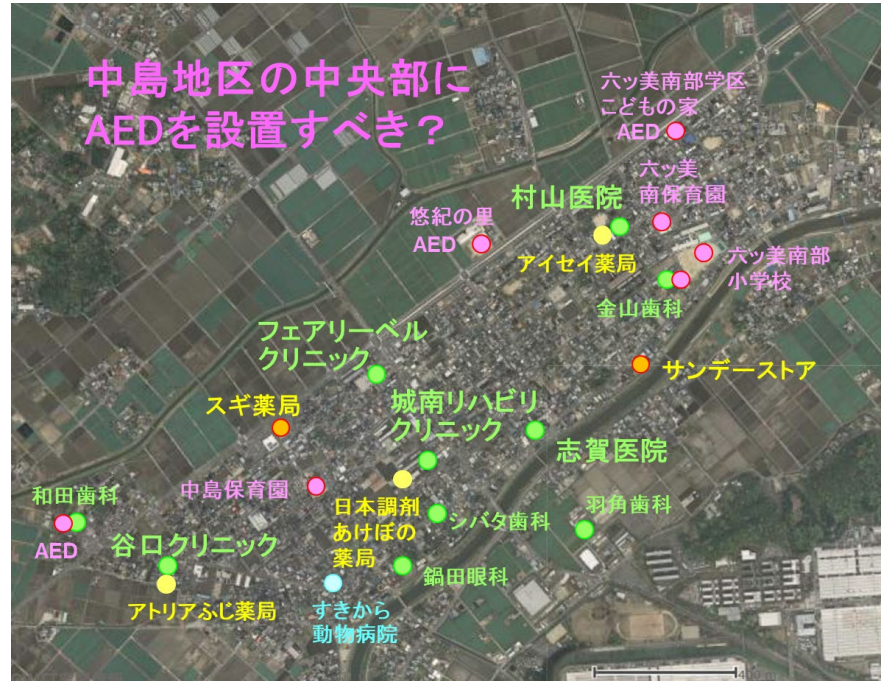 中島地区の中央部に
AEDを設置すべき？
六ッ美南部学区
こどもの家
AED
六ッ美
南保育園
村山医院
悠紀の里
AED
アイセイ薬局
六ッ美南部
小学校
金山歯科
フェアリーベル
クリニック
サンデーストア
城南リハビリ
クリニック
スギ薬局
志賀医院
中島保育園
和田歯科
日本調剤
あけぼの
薬局
羽角歯科
シバタ歯科
AED
谷口クリニック
鍋田眼科
アトリアふじ薬局
すきから
動物病院